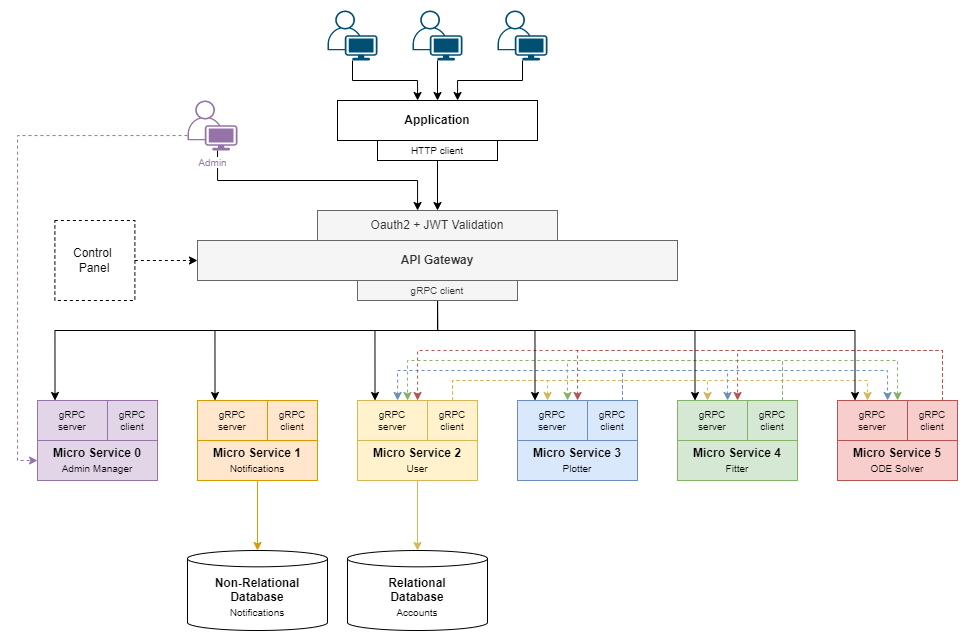 Application
HTTP client
Admin
Oauth2 + JWT Validation
Control
Panel
API Gateway
gRPC client
gRPC
server
gRPC
client
Micro Service 0
Admin Manager
gRPC
server
gRPC
client
Micro Service 1
Notifications
gRPC
server
gRPC
client
Micro Service 2
User
gRPC
server
gRPC
client
Micro Service 3
Plotter
gRPC
server
gRPC
client
Micro Service 4
Fitter
gRPC
server
gRPC
client
Micro Service 5
ODE Solver
Non-Relational
Database
Notifications
Relational
Database
Accounts